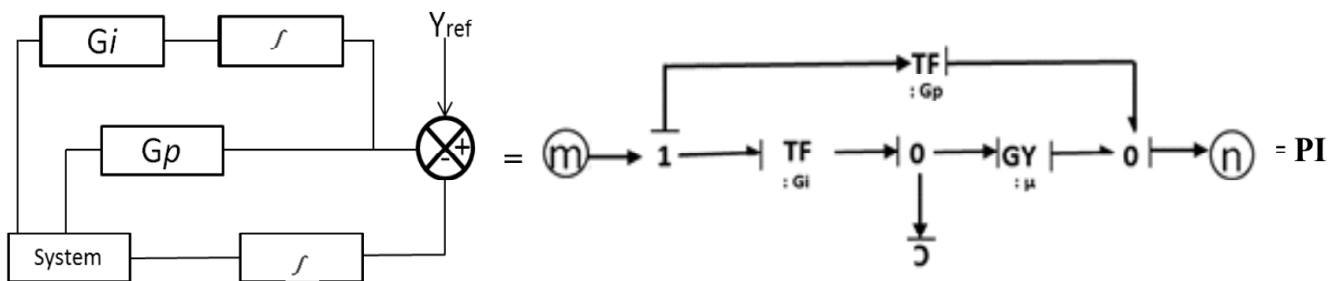 Gi
∫
Yref
Gp
+
-
System
∫
=
m
1
TF
: Gp
TF
: Gi
0
C
GY
: μ
0
n
= PI